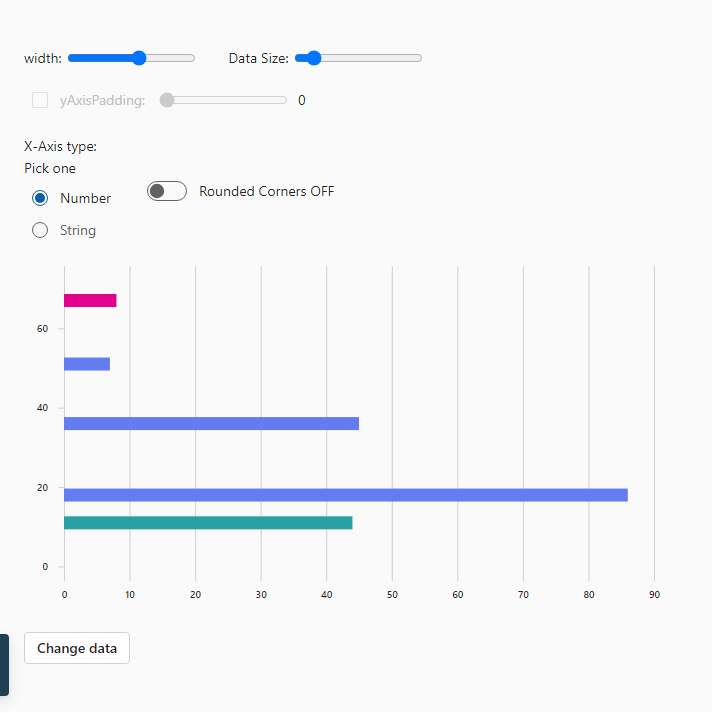 width: Data Size:
yAxisPadding: 0
X-Axis type:
Pick one
Number
Rounded Corners OFF
String
60
40
20
0
0 10 20 30 40 50 60 70 80 90
Change data